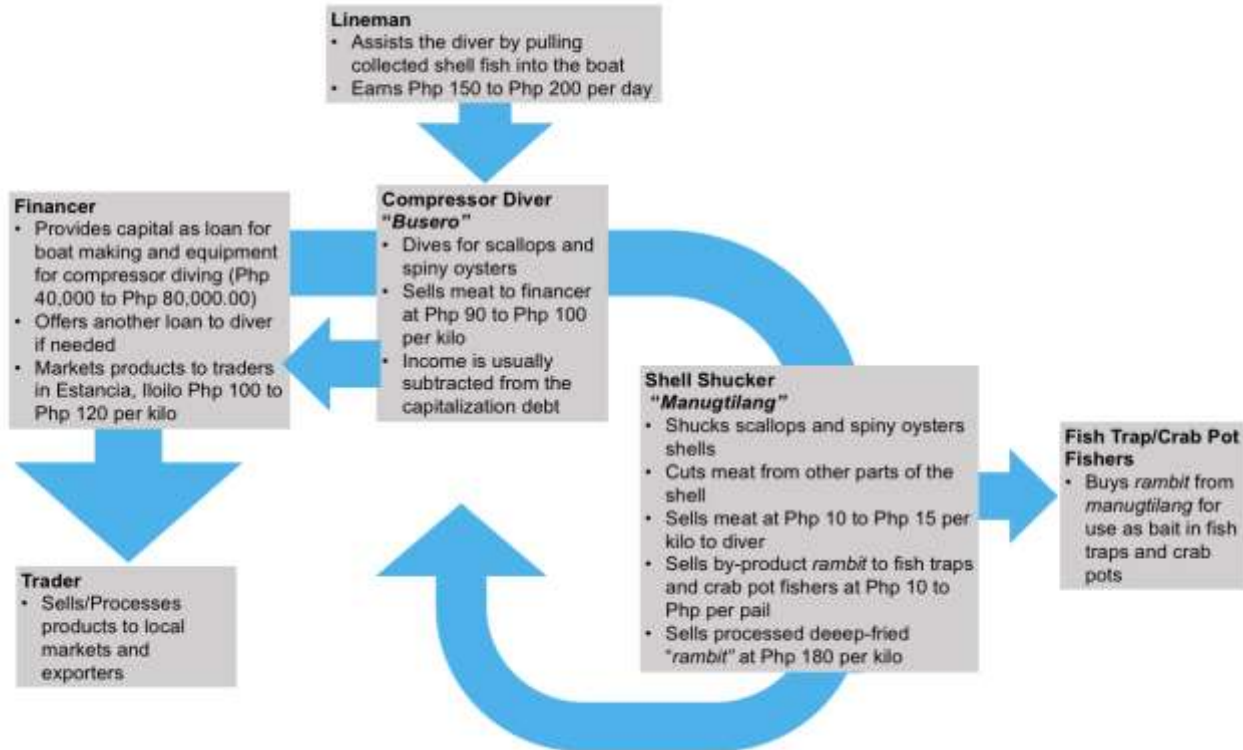 Lineman
• Assists the diver by pulling
collected shell fish into the boat
• Earns Php 150 to Php 200 per day
Financer
• Provides capital as loan for
boat making and equipment
for compressor diving (Php
40,000 to Php 80,000.00)
• Offers another loan to diver
if needed
• Markets products to traders
in Estancia, Iloilo Php 100 to
Php 120 per kilo
Compressor Diver
“Busero”
• Dives for scallops and
spiny oysters
• Sells meat to financer
at Php 90 to Php 100
per kilo
• Income is usually
subtracted from the
capitalization debt
Shell Shucker
“Manugtilang”
• Shucks scallops and spiny oysters
shells
• Cuts meat from other parts of the
shell
• Sells meat at Php 10 to Php 15 per
kilo to diver
• Sells by-product rambit to fish traps
and crab pot fishers at Php 10 to
Php per pail
• Sells processed deeep-fried
“rambit” at Php 180 per kilo
Fish Trap/Crab Pot
Fishers
• Buys rambit from
manugtilang for
use as bait in fish
traps and crab
pots
Trader
• Sells/Processes
products to local
markets and
exporters